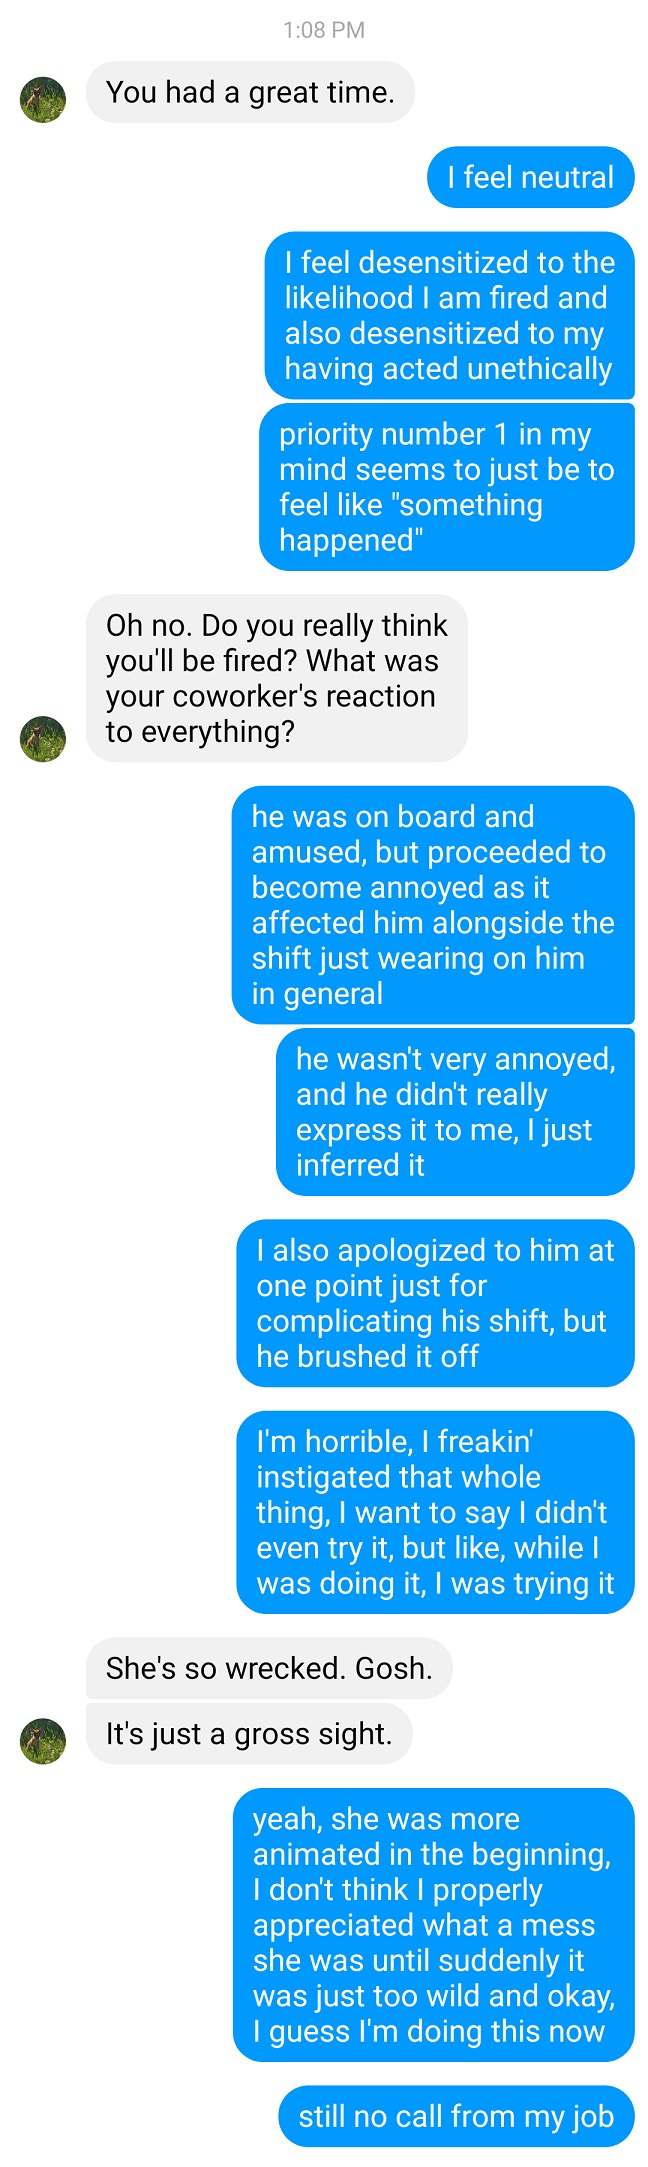 1:08 PM
You had a great time.
I feel neutral
I feel desensitized to the
likelihood I am fired and
also desensitized to my
having acted unethically
priority number 1 in my
mind seems to just be to
feel like "something
happened"
Oh no. Do you really think
you'll be fired? What was
your coworker's reaction
to everything?
he was on board and
amused, but proceeded to
become annoyed as it
affected him alongside the
shift just wearing on him
in general
he wasn't very annoyed,
and he didn't really
express it to me, I just
inferred it
I also apologized to him at
one point just for
complicating his shift, but
he brushed it off
I'm horrible, I freakin'
instigated that whole
thing, I want to say I didn't
even try it, but like, while I
was doing it, I was trying it
She's so wrecked. Gosh.
It's just a gross sight.
yeah, she was more
animated in the beginning,
I don't think I properly
appreciated what a mess
she was until suddenly it
was just too wild and okay,
I guess I'm doing this now
still no call from my job